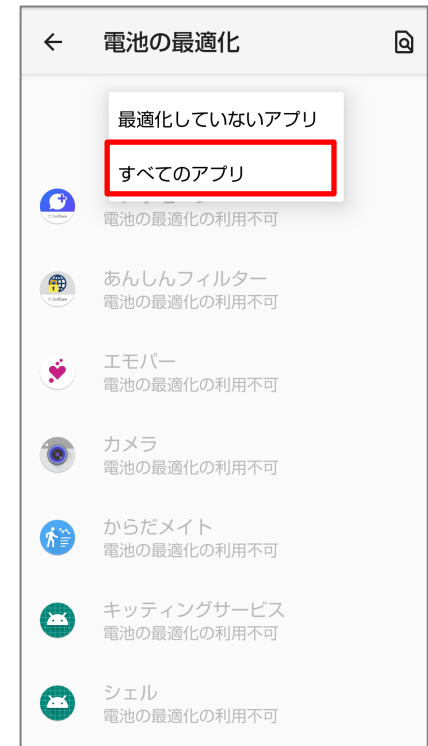 電池の最適化
最適化していないアプリ
すべてのアプリ
電池の最適化の利用不可
あんしんフィルター
電池の最適化の利用不可
エモパー
電池の最適化の利用不可
カメラ
電池の最適化の利用不可
からだメイト
電池の最適化の利用不可
キッティングサービス
電池の最適化の利用不可
シェル
電池の最適化の利用不可